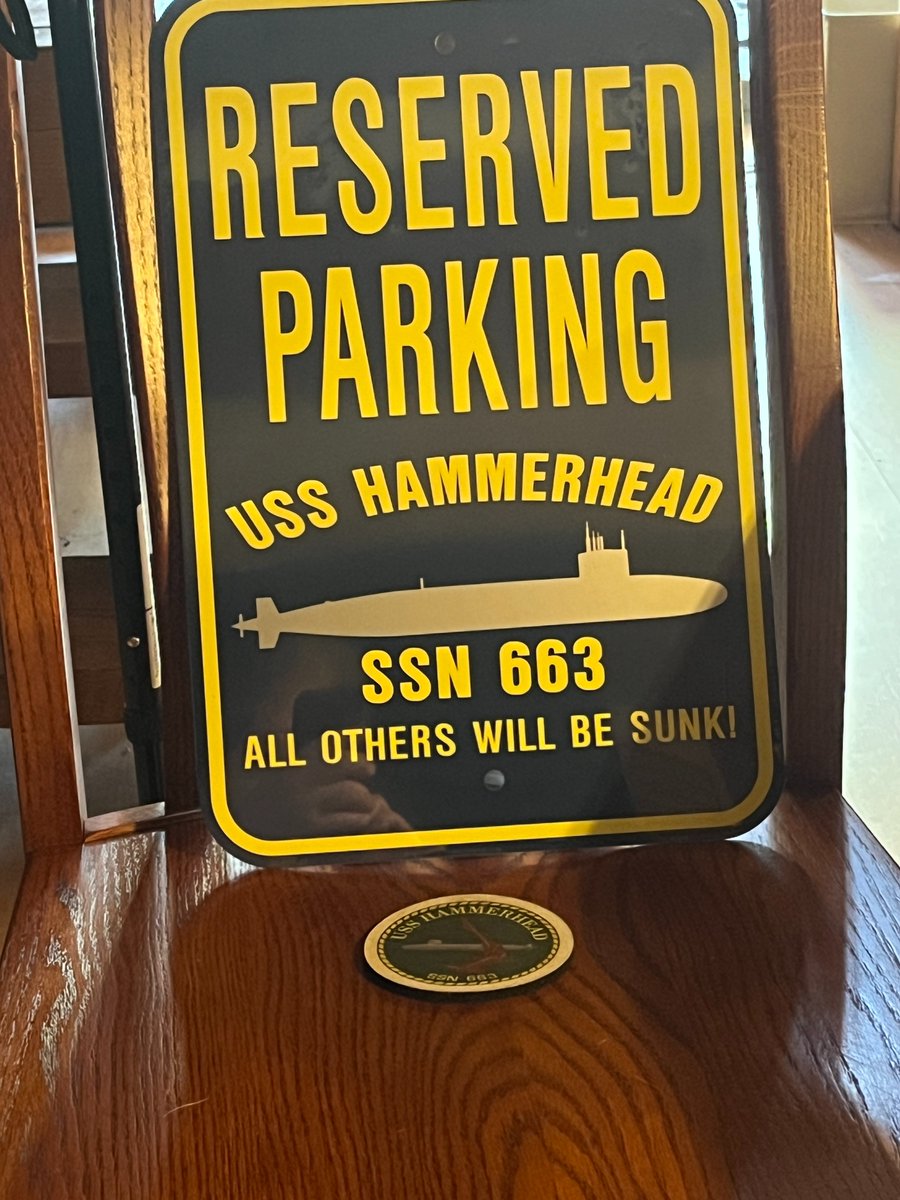 RESERVED
PARKING
USS HAMMERHEAD
SSN 663
ALL OTHERS WILL BE SUNK!
USS HAMMERHEAD
SSN 663